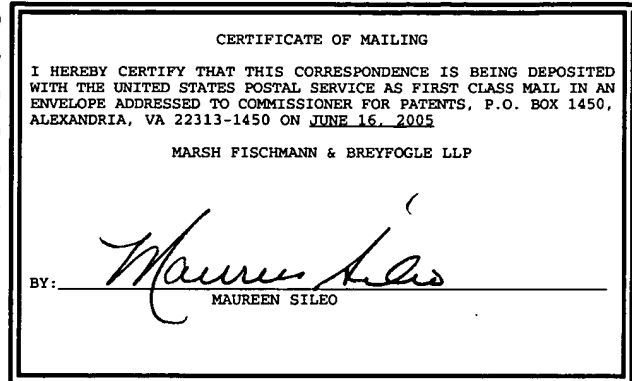 CERTIFICATE OF MAILING
I HEREBY CERTIFY THAT THIS CORRESPONDENCE IS BEING DEPOSITED
WITH THE UNITED STATES POSTAL SERVICE AS FIRST CLASS MAIL IN AN
ENVELOPE ADDRESSED TO COMMISSIONER FOR PATENTS, P.O. BOX 1450,
ALEXANDRIA, VA 22313-1450 ON JUNE 16, 2005
MARSH FISCHMANN & BREYFOGLE LLP
BY: Maureen Sileo
MAUREEN SILEO